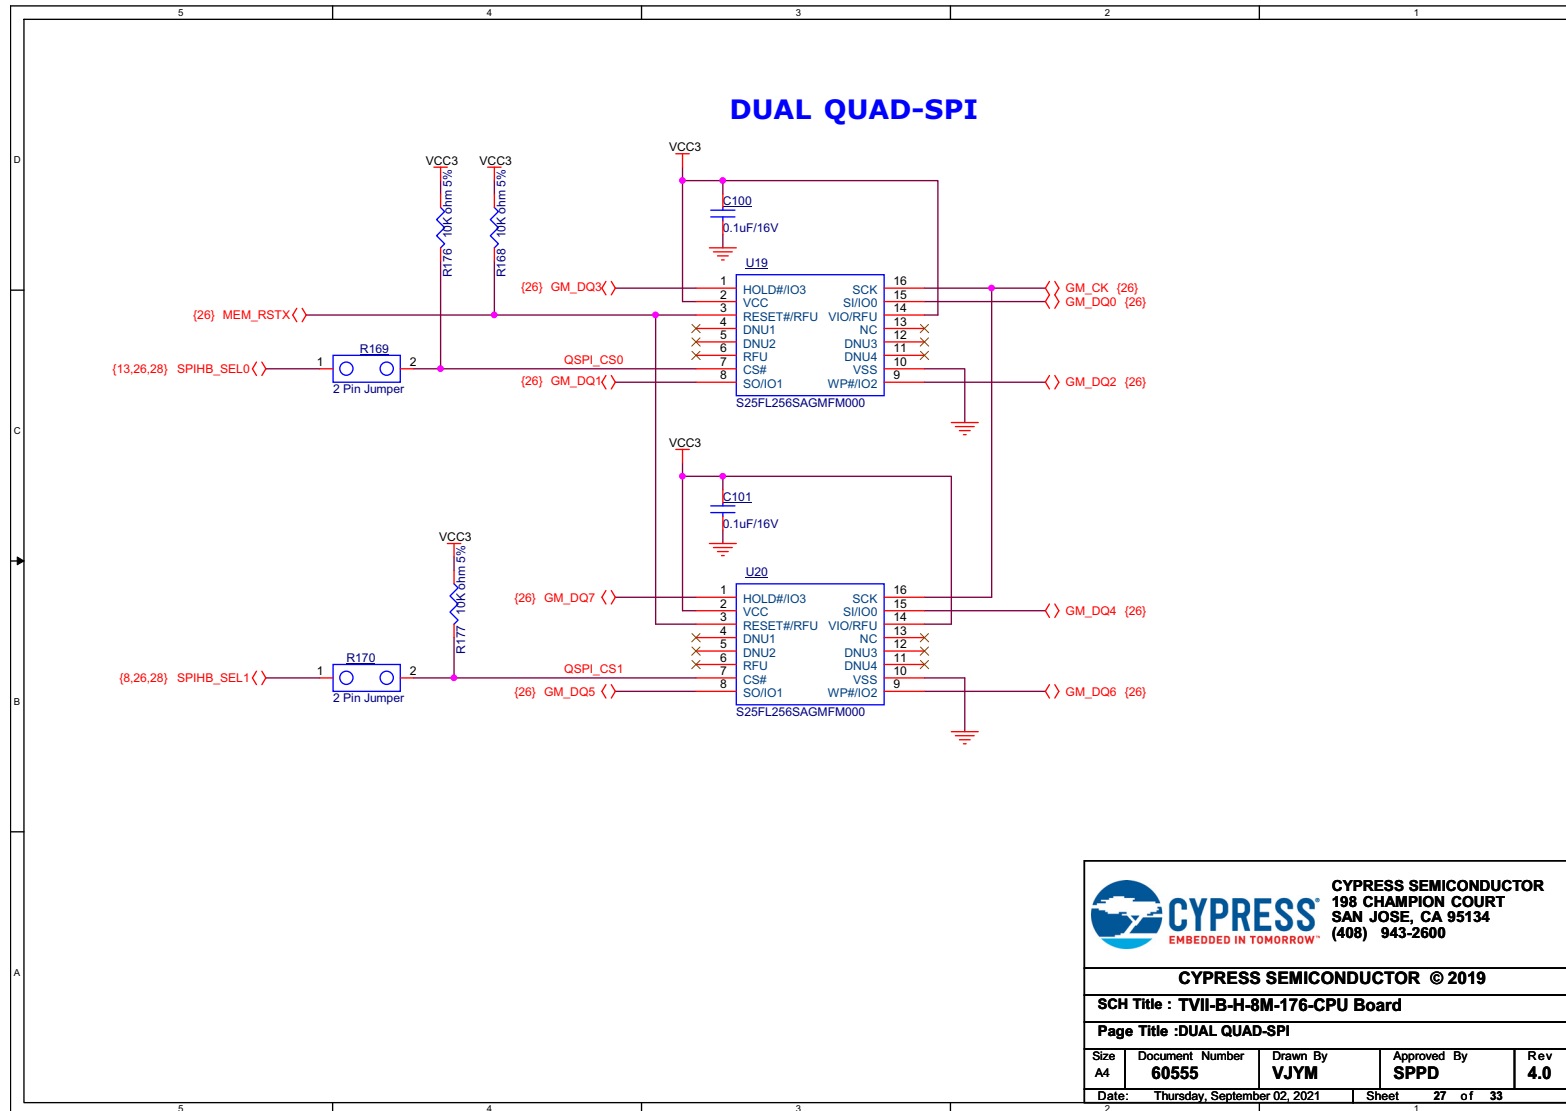 5 4 3 2 1
DUAL QUAD-SPI
D
VCC3 VCC3 VCC3
R176 10K ohm 5%
R168 10K ohm 5%
C100
0.1uF/16V
U19
{26} GM_DQ3
1 HOLD#/IO3 SCK 16
GM_CK {26}
2 VCC SI/IO0 15
GM_DQ0 {26}
{26} MEM_RSTX
3 RESET#/RFU VIO/RFU 14
4 DNU1 NC 13
5 DNU2 DNU3 12
6 RFU DNU4 11
{13,26,28} SPIHB_SEL0
1 R169 2
2 Pin Jumper
QSPI_CS0
7 CS# VSS 10
{26} GM_DQ1
8 SO/IO1 WP#/IO2 9
GM_DQ2 {26}
S25FL256SAGMFM000
C
VCC3
C101
0.1uF/16V
VCC3
R177 10K ohm 5%
U20
{26} GM_DQ7
1 HOLD#/IO3 SCK 16
2 VCC SI/IO0 15
GM_DQ4 {26}
3 RESET#/RFU VIO/RFU 14
4 DNU1 NC 13
5 DNU2 DNU3 12
6 RFU DNU4 11
{8,26,28} SPIHB_SEL1
1 R170 2
2 Pin Jumper
QSPI_CS1
7 CS# VSS 10
{26} GM_DQ5
8 SO/IO1 WP#/IO2 9
GM_DQ6 {26}
S25FL256SAGMFM000
B
A
CYPRESS®
EMBEDDED IN TOMORROW™
CYPRESS SEMICONDUCTOR
198 CHAMPION COURT
SAN JOSE, CA 95134
(408) 943-2600
CYPRESS SEMICONDUCTOR © 2019
SCH Title : TVII-B-H-8M-176-CPU Board
Page Title :DUAL QUAD-SPI
Size Document Number Drawn By Approved By Rev
A4 60555 VJYM SPPD 4.0
Date: Thursday, September 02, 2021 Sheet 27 of 33
5 4 3 2 1